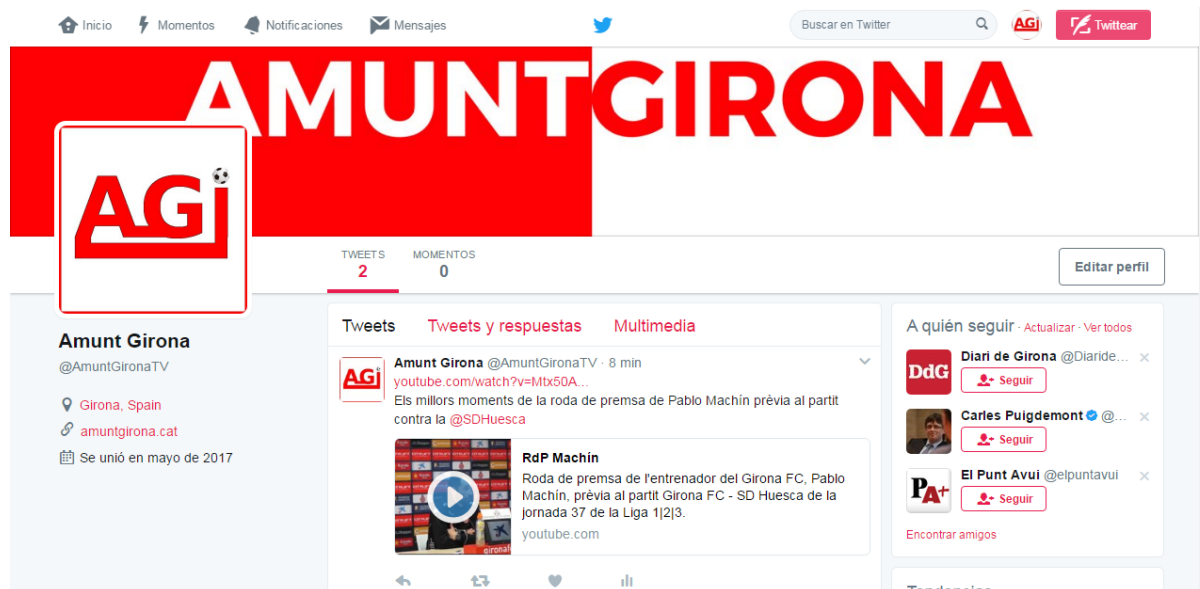 Inicio
Momentos
Notificaciones
Mensajes
Buscar en Twitter
AGi
Twittear
AMUNTGIRONA
AGi
TWEETS
2
MOMENTOS
0
Editar perfil
Amunt Girona
@AmuntGironaTV
Girona, Spain
amuntgirona.cat
Se unió en mayo de 2017
Tweets
Tweets y respuestas
Multimedia
AGi
Amunt Girona @AmuntGironaTV · 8 min
youtube.com/watch?v=Mtx50A...
Els millors moments de la roda de premsa de Pablo Machín prèvia al partit
contra la @SDHuesca
RdP Machín
Roda de premsa de l'entrenador del Girona FC, Pablo
Machín, prèvia al partit Girona FC - SD Huesca de la
jornada 37 de la Liga 1|2|3.
youtube.com
A quién seguir · Actualizar · Ver todos
DdG
Diari de Girona @Diaride...
Seguir
Carles Puigdemont @...
Seguir
PA+
El Punt Avui @elpuntavui
Seguir
Encontrar amigos